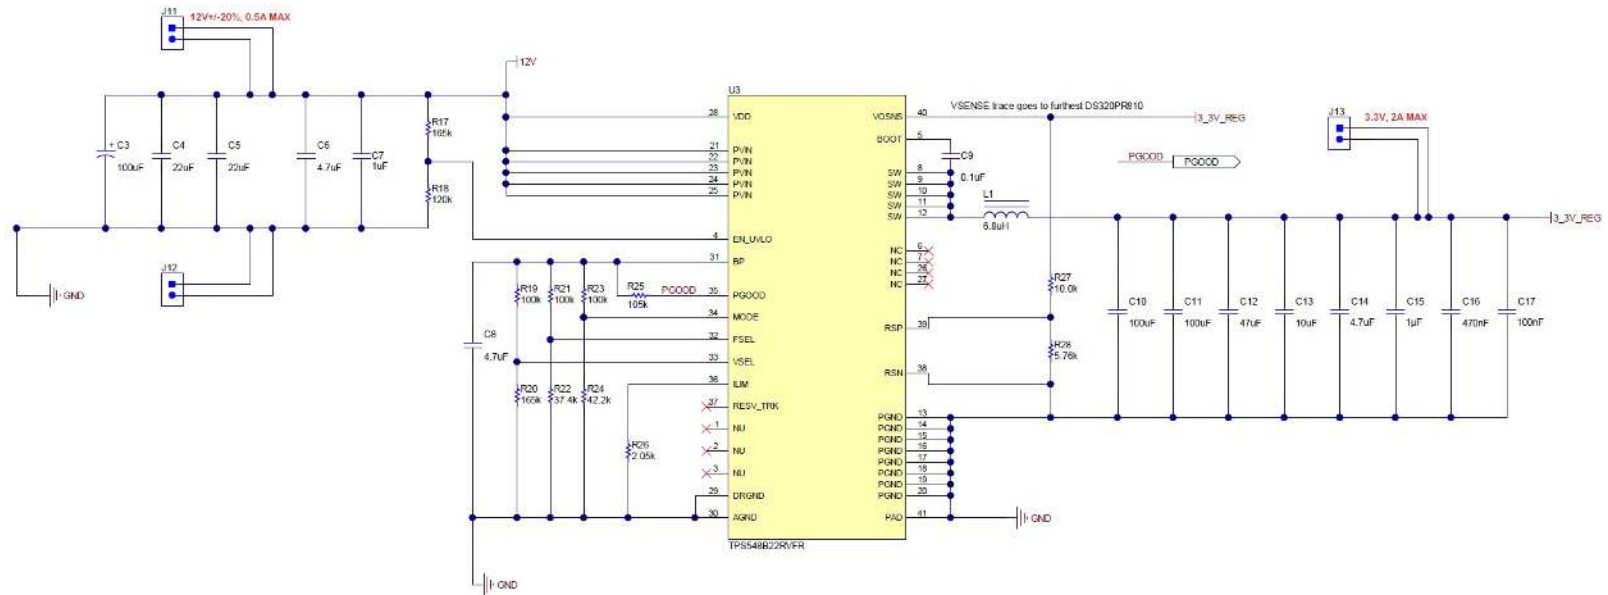 J11
12V+/-20%, 0.5A MAX
12V
C3
100uF
C4
22uF
C5
22uF
C6
4.7uF
C7
1uF
R17
165k
R18
120k
J12
GND
U3
28 VDD
21 PVIN
22 PVIN
23 PVIN
24 PVIN
25 PVIN
4 EN_UVLO
31 BP
35 PGOOD
34 MODE
32 FSEL
33 VSEL
36 ILIM
37 RESV_TRK
1 NU
2 NU
3 NU
29 DRGND
30 AGND
TPS548B22RVFR
R19
100k
R21
100k
R23
100k
R25
105k
PGOOD
C8
4.7uF
R20
165k
R22
37.4k
R24
42.2k
R26
2.05k
GND
VSENSE trace goes to furthest DS320PR810
VOSNS 40
BOOT 5
SW 8
SW 9
SW 10
SW 11
SW 12
NC 6
NC 7
NC 26
NC 27
RSP 39
RSN 38
PGND 13
PGND 14
PGND 15
PGND 16
PGND 17
PGND 18
PGND 19
PGND 20
PAD 41
GND
C9
0.1uF
L1
6.8uH
3_3V_REG
PGOOD
PGOOD
J13
3.3V, 2A MAX
3_3V_REG
R27
10.0k
R28
5.76k
C10
100uF
C11
100uF
C12
47uF
C13
10uF
C14
4.7uF
C15
1µF
C16
470nF
C17
100nF